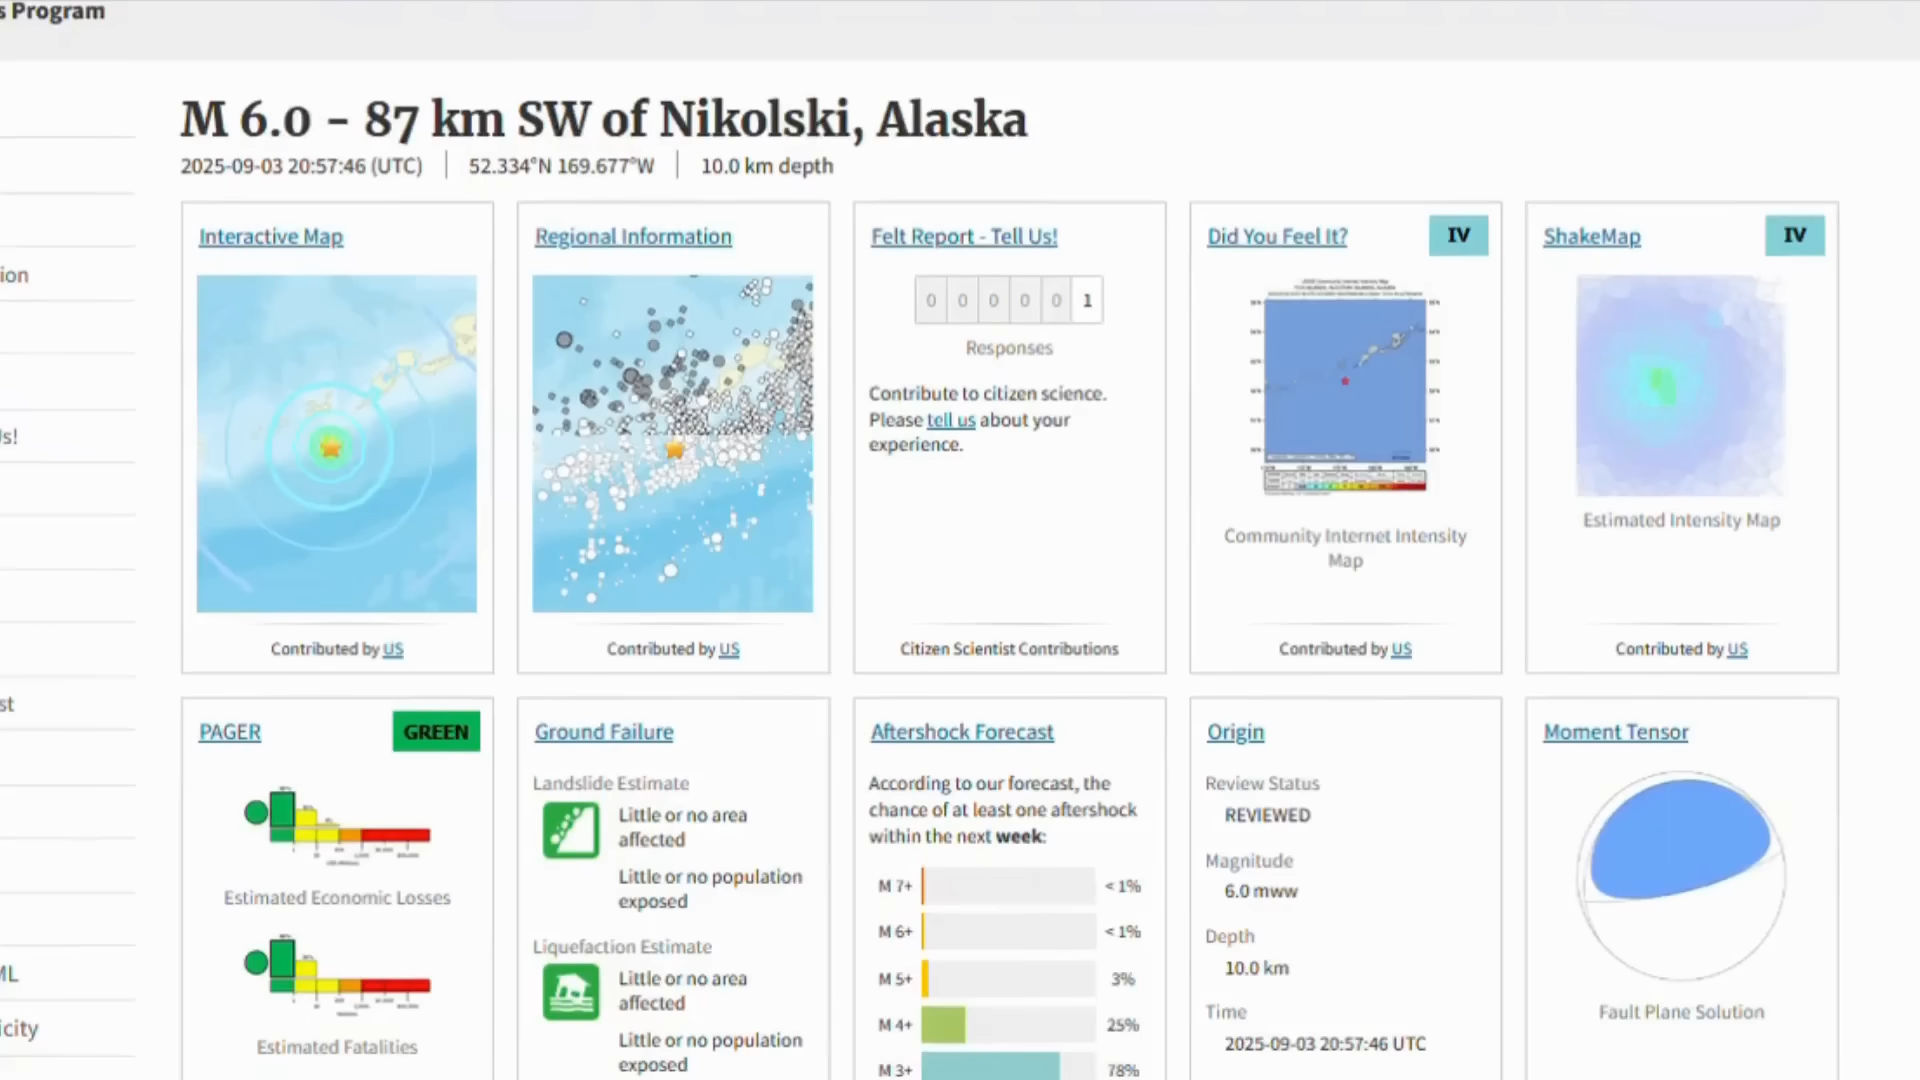 s Program
M 6.0 - 87 km SW of Nikolski, Alaska
2025-09-03 20:57:46 (UTC) 52.334°N 169.677°W 10.0 km depth
Interactive Map
Contributed by US
Regional Information
Contributed by US
Felt Report - Tell Us!
0 0 0 0 0 1
Responses
Contribute to citizen science.
Please tell us about your
experience.
Citizen Scientist Contributions
Did You Feel It?
IV
Community Internet Intensity
Map
Contributed by US
ShakeMap
IV
Estimated Intensity Map
Contributed by US
ion
Us!
st
ML
icity
PAGER
GREEN
Estimated Economic Losses
Estimated Fatalities
Ground Failure
Landslide Estimate
Little or no area
affected
Little or no population
exposed
Liquefaction Estimate
Little or no area
affected
Little or no population
exposed
Aftershock Forecast
According to our forecast, the
chance of at least one aftershock
within the next week:
M 7+ < 1%
M 6+ < 1%
M 5+ 3%
M 4+ 25%
M 3+ 78%
Origin
Review Status
REVIEWED
Magnitude
6.0 mww
Depth
10.0 km
Time
2025-09-03 20:57:46 UTC
Moment Tensor
Fault Plane Solution